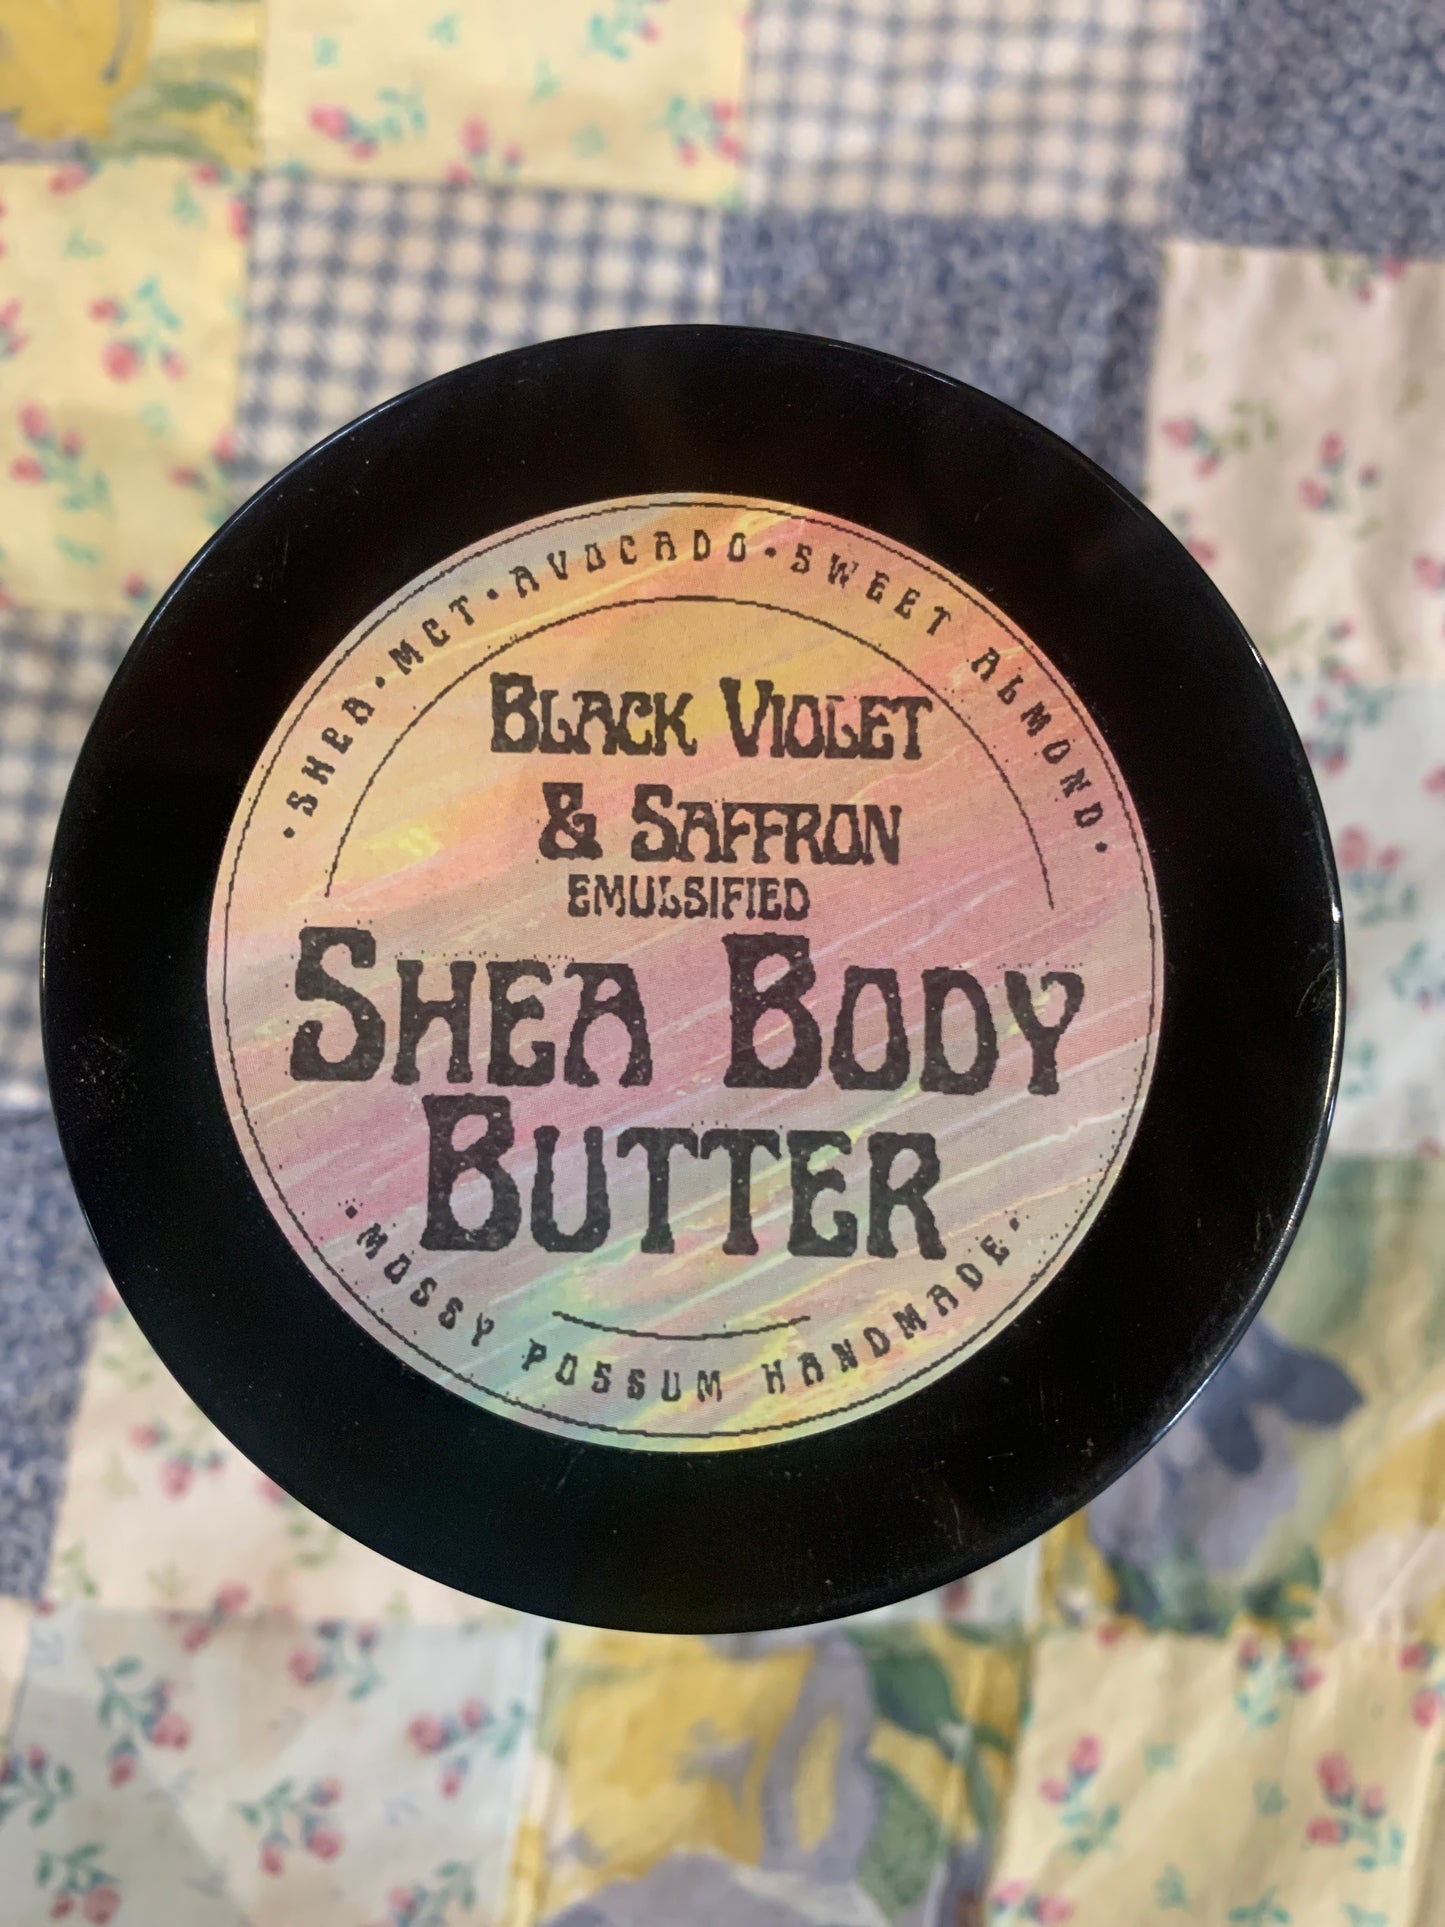 •SHEA•MCT•AVOCADO•SWEET ALMOND•
BLACK VIOLET
& SAFFRON
EMULSIFIED
SHEA BODY
BUTTER
•MOSSY POSSUM HANDMADE•